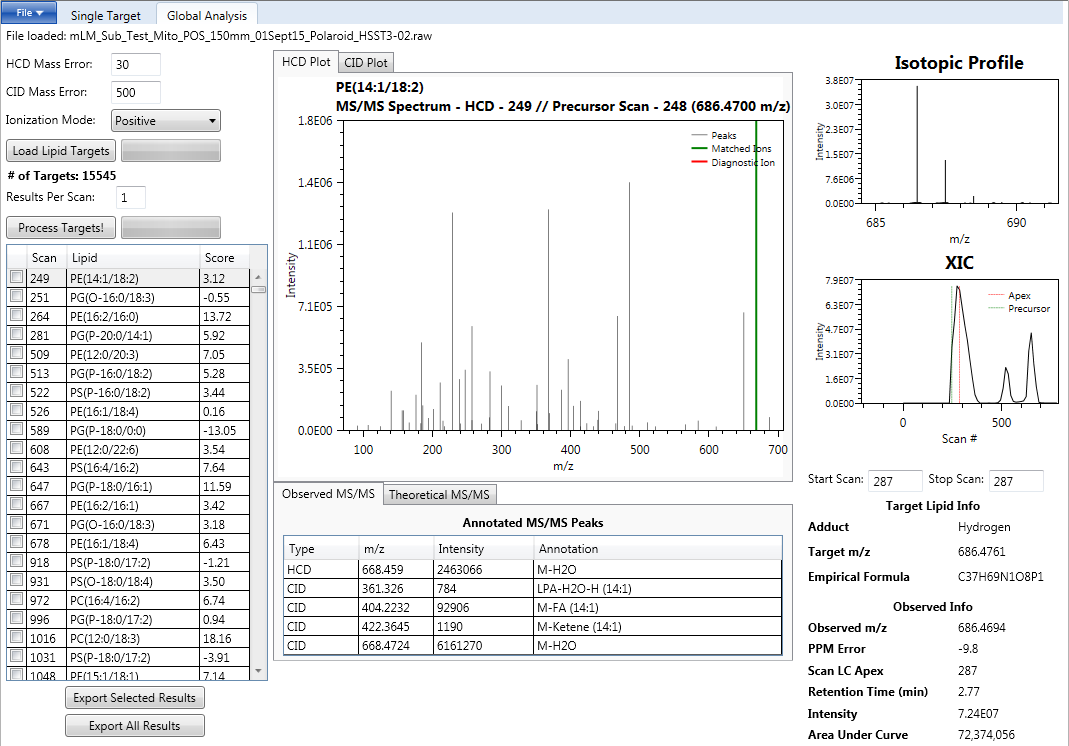 File
Single Target
Global Analysis
File loaded: mLM_Sub_Test_Mito_POS_150mm_01Sept15_Polaroid_HSST3-02.raw
HCD Mass Error: 30
CID Mass Error: 500
Ionization Mode: Positive
Load Lipid Targets
# of Targets: 15545
Results Per Scan: 1
Process Targets!
Scan Lipid Score
249 PE(14:1/18:2) 3.12
251 PG(O-16:0/18:3) -0.55
264 PE(16:2/16:0) 13.72
281 PG(P-20:0/14:1) 5.92
509 PE(12:0/20:3) 7.05
513 PG(P-16:0/18:2) 5.28
522 PS(P-16:0/18:2) 3.44
526 PE(16:1/18:4) 0.16
589 PG(P-18:0/0:0) -13.05
608 PE(12:0/22:6) 3.54
643 PS(16:4/16:2) 7.64
647 PG(P-18:0/16:1) 11.59
667 PE(16:2/16:1) 3.42
671 PG(O-16:0/18:3) 3.18
678 PE(16:1/18:4) 6.43
918 PS(P-18:0/17:2) -1.21
931 PS(O-18:0/18:4) 3.50
972 PC(16:4/16:2) 6.74
996 PG(P-18:0/17:2) 0.94
1016 PC(12:0/18:3) 18.16
1031 PS(P-18:0/17:2) -3.91
1048 PE(15:1/18:1) 7.14
Export Selected Results
Export All Results
HCD Plot
CID Plot
PE(14:1/18:2)
MS/MS Spectrum - HCD - 249 // Precursor Scan - 248 (686.4700 m/z)
Peaks
Matched Ions
Diagnostic Ion
1.8E06
1.4E06
1.1E06
7.1E05
3.5E05
0.0E00
Intensity
100 200 300 400 500 600 700
m/z
Observed MS/MS
Theoretical MS/MS
Annotated MS/MS Peaks
Type m/z Intensity Annotation
HCD 668.459 2463066 M-H2O
CID 361.326 784 LPA-H2O-H (14:1)
CID 404.2232 92906 M-FA (14:1)
CID 422.3645 1190 M-Ketene (14:1)
CID 668.4724 6161270 M-H2O
Isotopic Profile
3.8E07
3.0E07
2.3E07
1.5E07
7.6E06
0.0E00
Intensity
685 690
m/z
XIC
7.9E07
6.3E07
4.7E07
3.1E07
1.6E07
0.0E00
Intensity
Apex
Precursor
0 500
Scan #
Start Scan: 287 Stop Scan: 287
Target Lipid Info
Adduct Hydrogen
Target m/z 686.4761
Empirical Formula C37H69N1O8P1
Observed Info
Observed m/z 686.4694
PPM Error -9.8
Scan LC Apex 287
Retention Time (min) 2.77
Intensity 7.24E07
Area Under Curve 72,374,056